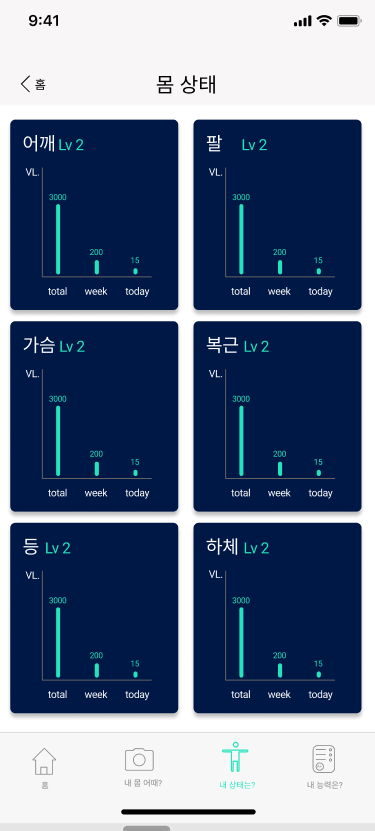 9:41
홈
몸 상태
어깨 Lv 2
VL.
3000
200
15
total week today
팔 Lv 2
VL.
3000
200
15
total week today
가슴 Lv 2
VL.
3000
200
15
total week today
복근 Lv 2
VL.
3000
200
15
total week today
등 Lv 2
VL.
3000
200
15
total week today
하체 Lv 2
VL.
3000
200
15
total week today
홈
내 몸 어때?
내 상태는?
내 능력은?